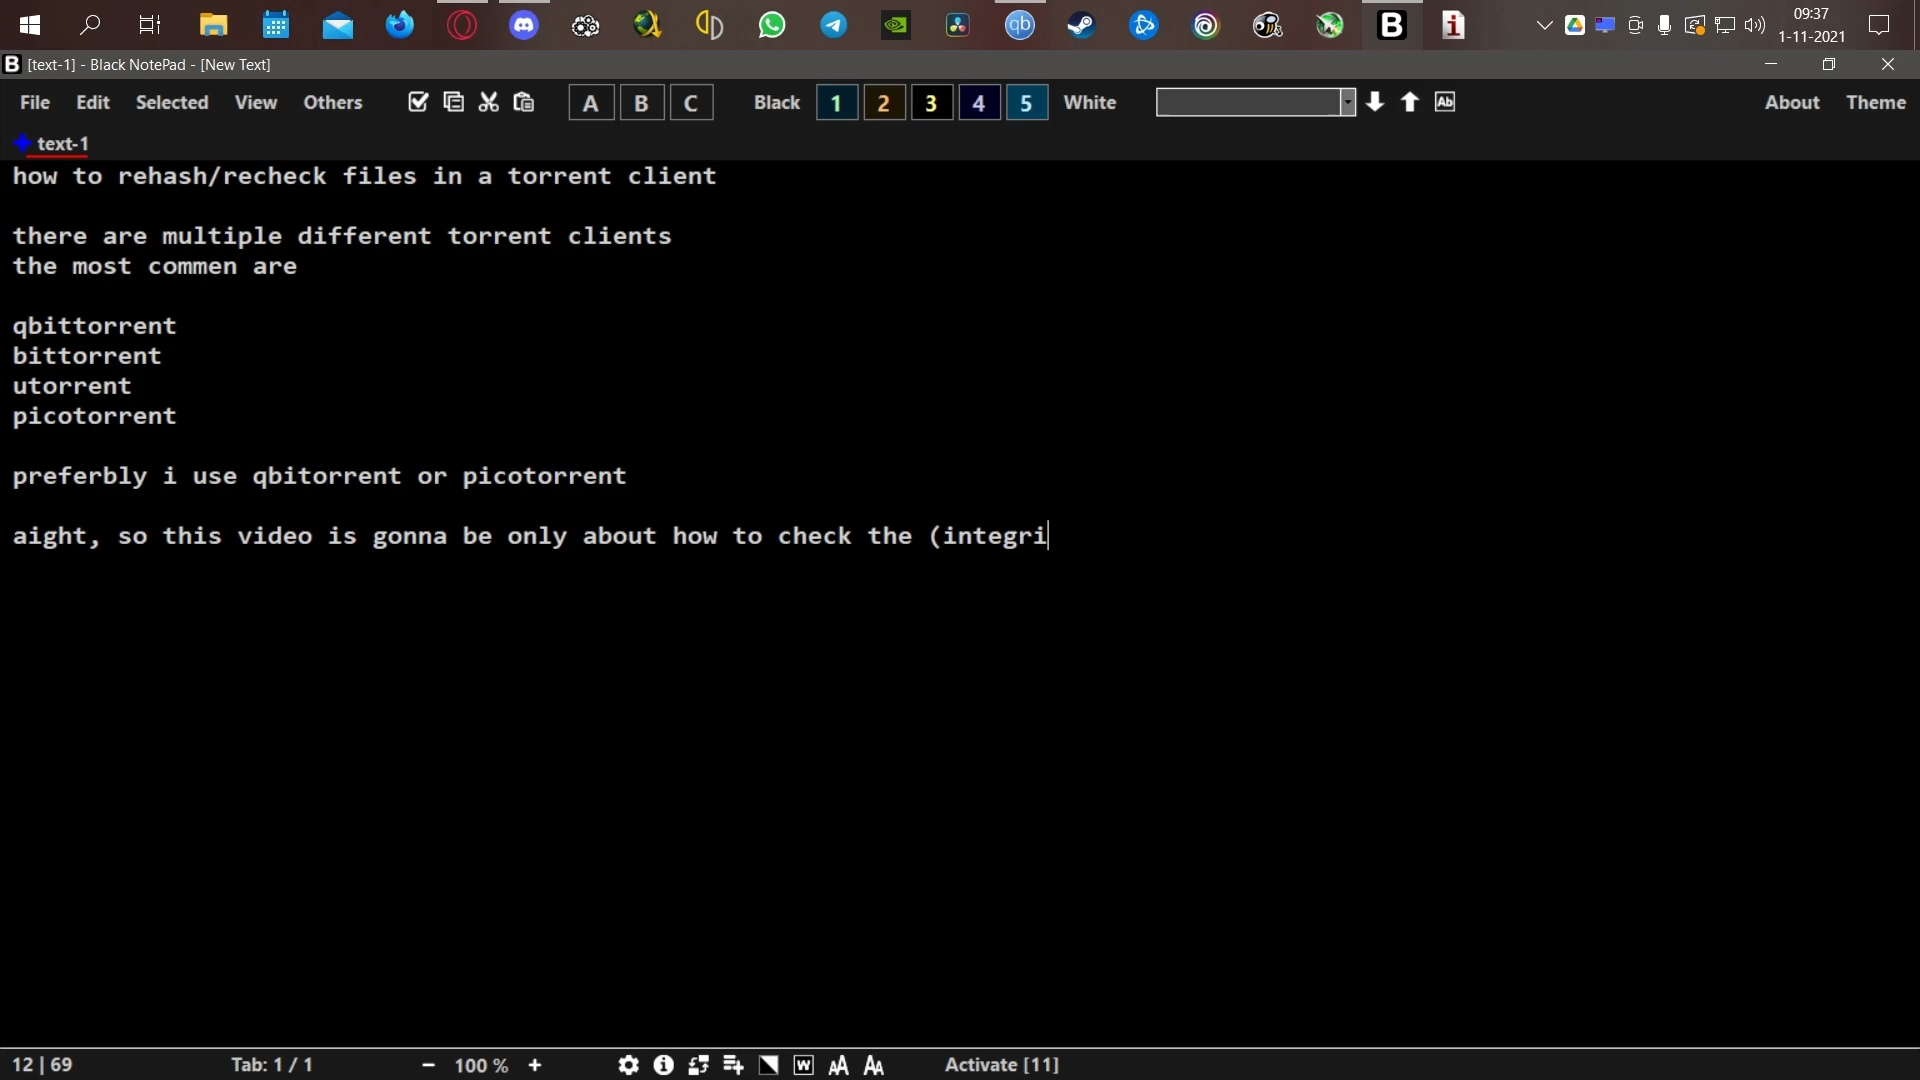 09:37
1-11-2021
[text-1] - Black NotePad - [New Text]
File Edit Selected View Others A B C Black 1 2 3 4 5 White Ab About Theme
text-1
how to rehash/recheck files in a torrent client
there are multiple different torrent clients
the most commen are
qbittorrent
bittorrent
utorrent
picotorrent
preferbly i use qbitorrent or picotorrent
aight, so this video is gonna be only about how to check the (integri
12 | 69 Tab: 1 / 1 − 100 % + W AA AA Activate [11]